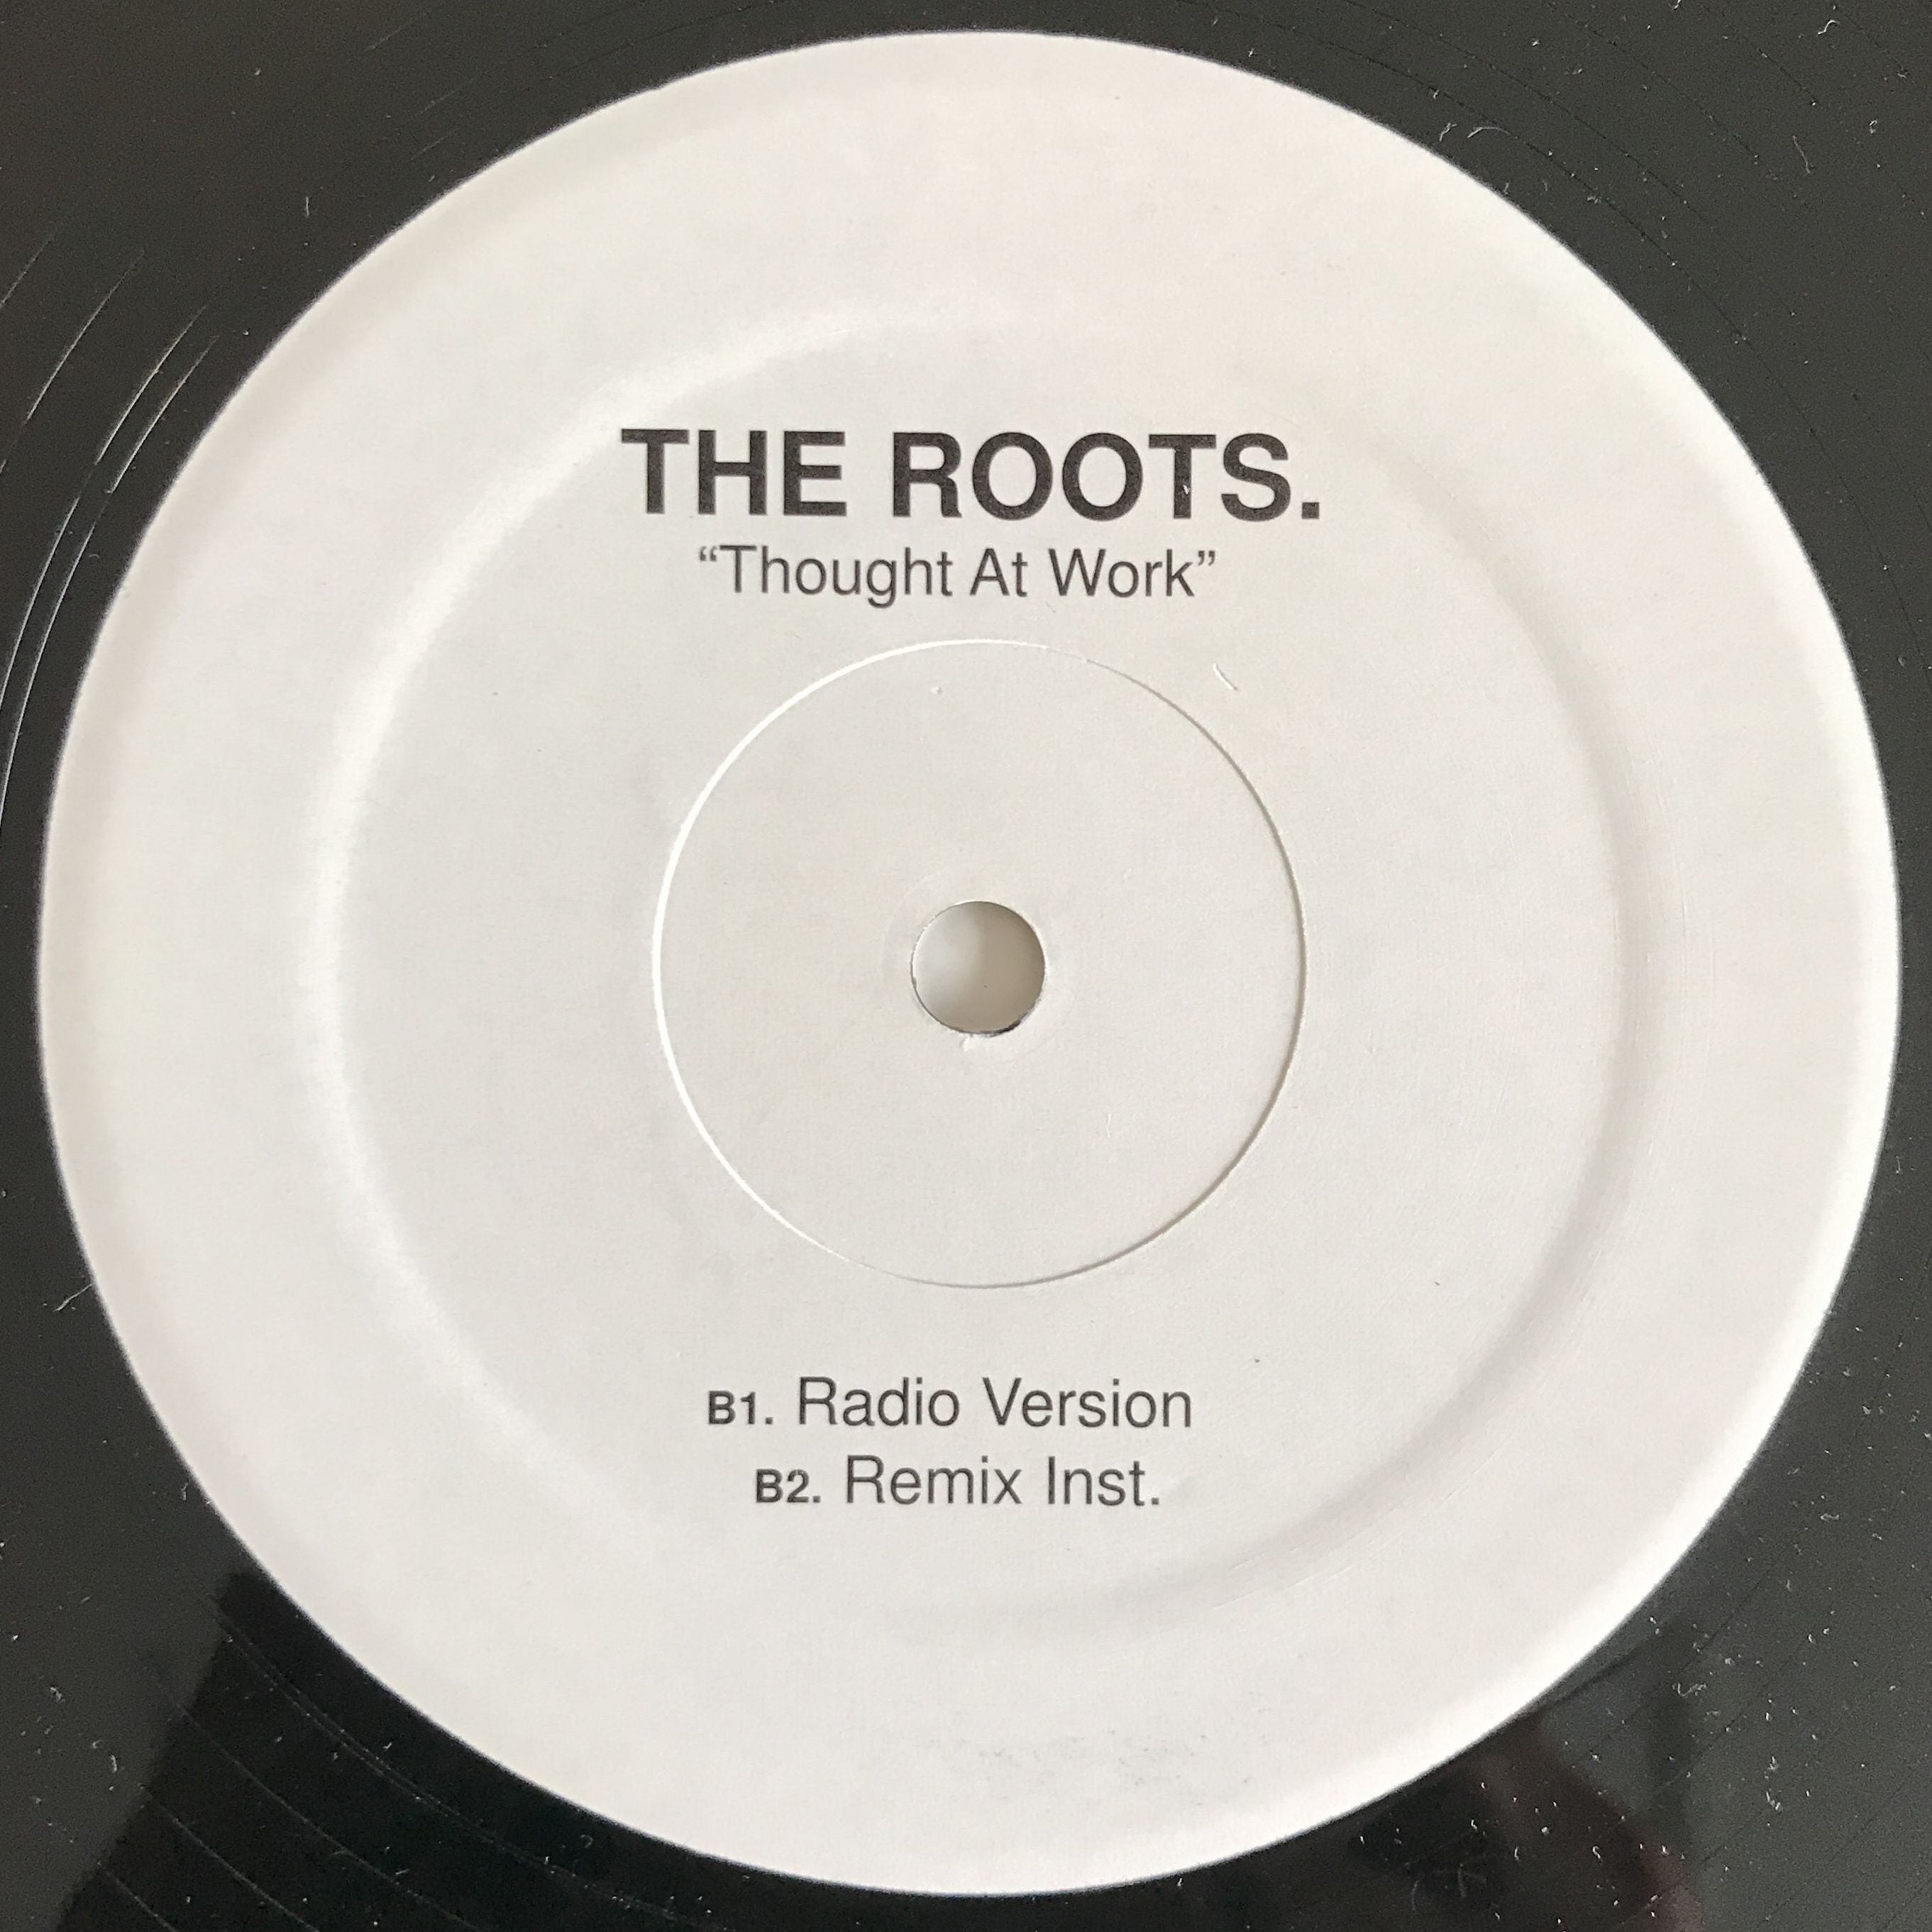 THE ROOTS.
“Thought At Work”
B1. Radio Version
B2. Remix Inst.